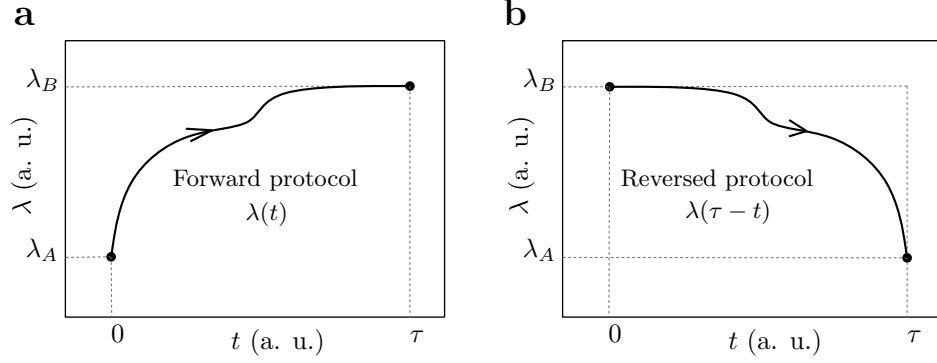 a
λ (a. u.)
λ_B
λ_A
Forward protocol
λ(t)
0
t (a. u.)
τ
b
λ (a. u.)
λ_B
λ_A
Reversed protocol
λ(τ − t)
0
t (a. u.)
τ